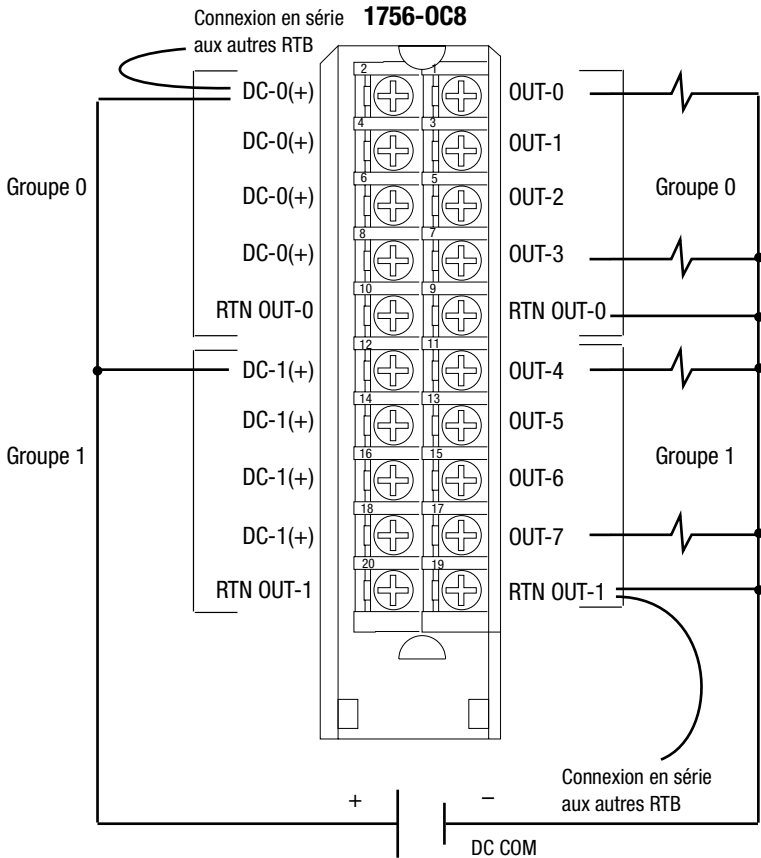 Connexion en série
aux autres RTB
1756-OC8
2 1
DC-0(+) OUT-0
4 3
DC-0(+) OUT-1
6 5
Groupe 0 DC-0(+) OUT-2 Groupe 0
8 7
DC-0(+) OUT-3
10 9
RTN OUT-0 RTN OUT-0
12 11
DC-1(+) OUT-4
14 13
DC-1(+) OUT-5
16 15
Groupe 1 DC-1(+) OUT-6 Groupe 1
18 17
DC-1(+) OUT-7
20 19
RTN OUT-1 RTN OUT-1
Connexion en série
aux autres RTB
+ –
DC COM